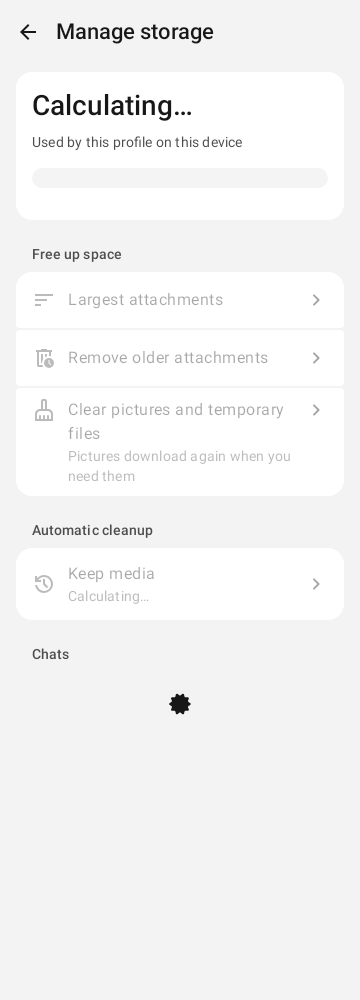 Manage storage
Calculating…
Used by this profile on this device
Free up space
Largest attachments
Remove older attachments
Clear pictures and temporary
files
Pictures download again when you
need them
Automatic cleanup
Keep media
Calculating…
Chats